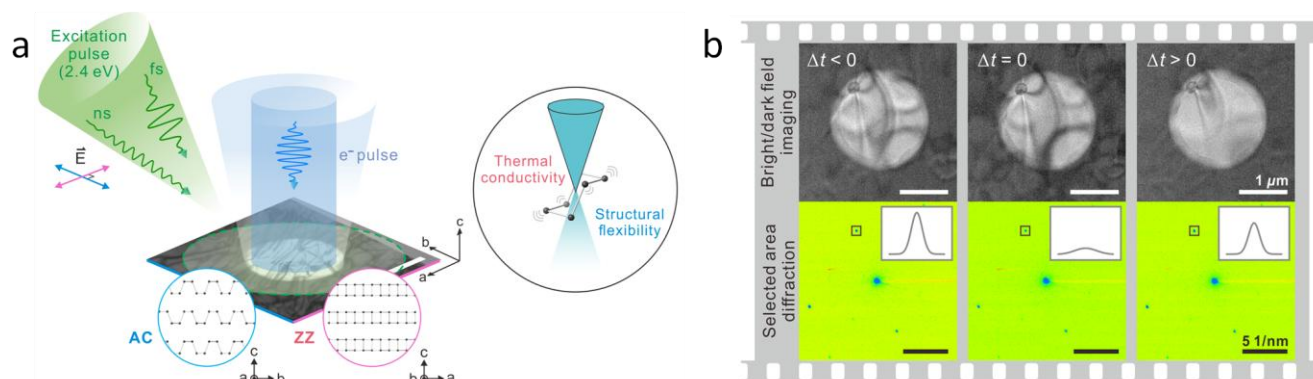 a
Excitation
pulse
(2.4 eV)
fs
ns
E
e⁻ pulse
Thermal
conductivity
Structural
flexibility
c
b
a
AC
ZZ
c
a
b
c
b
a
b
Bright/dark field
imaging
Δt < 0
Δt = 0
Δt > 0
1 µm
Selected area
diffraction
5 1/nm